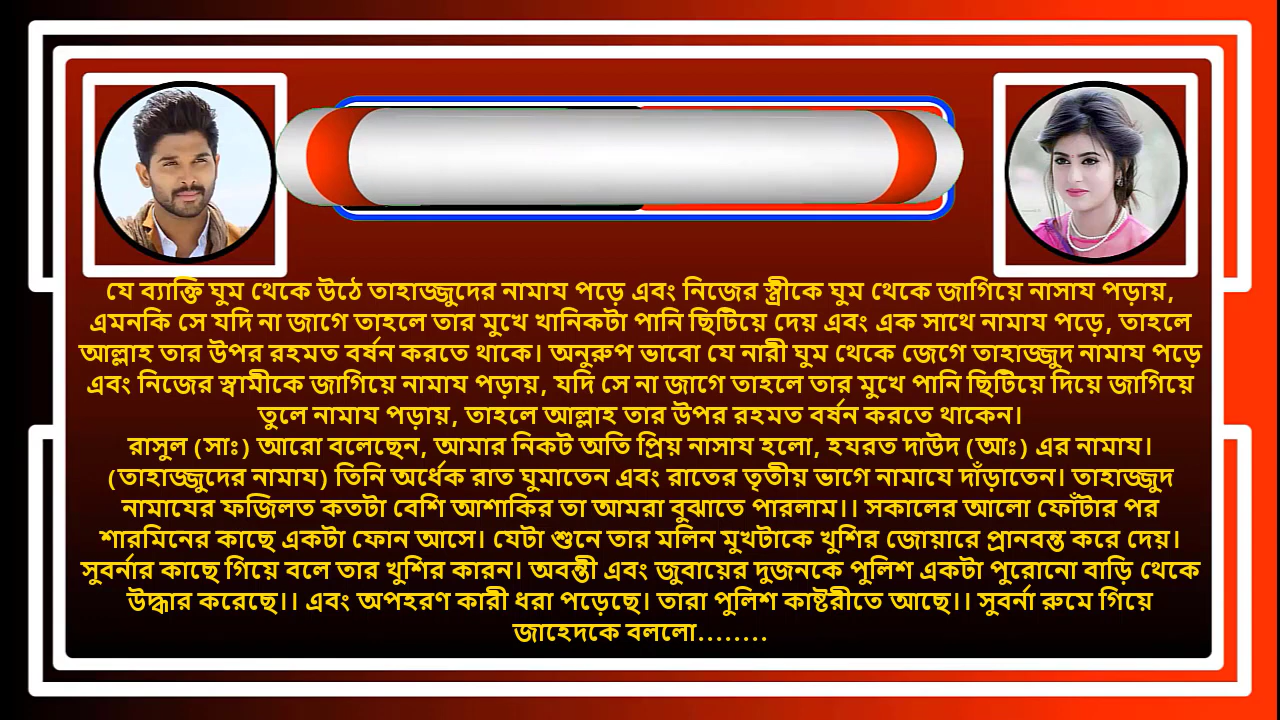 যে ব্যাক্তি ঘুম থেকে উঠে তাহাজ্জুদের নামায পড়ে এবং নিজের স্ত্রীকে ঘুম থেকে জাগিয়ে নাসায পড়ায়,
এমনকি সে যদি না জাগে তাহলে তার মুখে খানিকটা পানি ছিটিয়ে দেয় এবং এক সাথে নামায পড়ে, তাহলে
আল্লাহ তার উপর রহমত বর্ষন করতে থাকে। অনুরুপ ভাবো যে নারী ঘুম থেকে জেগে তাহাজ্জুদ নামায পড়ে
এবং নিজের স্বামীকে জাগিয়ে নামায পড়ায়, যদি সে না জাগে তাহলে তার মুখে পানি ছিটিয়ে দিয়ে জাগিয়ে
তুলে নামায পড়ায়, তাহলে আল্লাহ তার উপর রহমত বর্ষন করতে থাকেন।
রাসুল (সাঃ) আরো বলেছেন, আমার নিকট অতি প্রিয় নাসায হলো, হযরত দাউদ (আঃ) এর নামায।
(তাহাজ্জুদের নামায) তিনি অর্ধেক রাত ঘুমাতেন এবং রাতের তৃতীয় ভাগে নামাযে দাঁড়াতেন। তাহাজ্জুদ
নামাযের ফজিলত কতটা বেশি আশাকির তা আমরা বুঝাতে পারলাম।। সকালের আলো ফোঁটার পর
শারমিনের কাছে একটা ফোন আসে। যেটা শুনে তার মলিন মুখটাকে খুশির জোয়ারে প্রানবন্ত করে দেয়।
সুবর্নার কাছে গিয়ে বলে তার খুশির কারন। অবন্তী এবং জুবায়ের দুজনকে পুলিশ একটা পুরোনো বাড়ি থেকে
উদ্ধার করেছে।। এবং অপহরণ কারী ধরা পড়েছে। তারা পুলিশ কাষ্টরীতে আছে।। সুবর্না রুমে গিয়ে
জাহেদকে বললো........